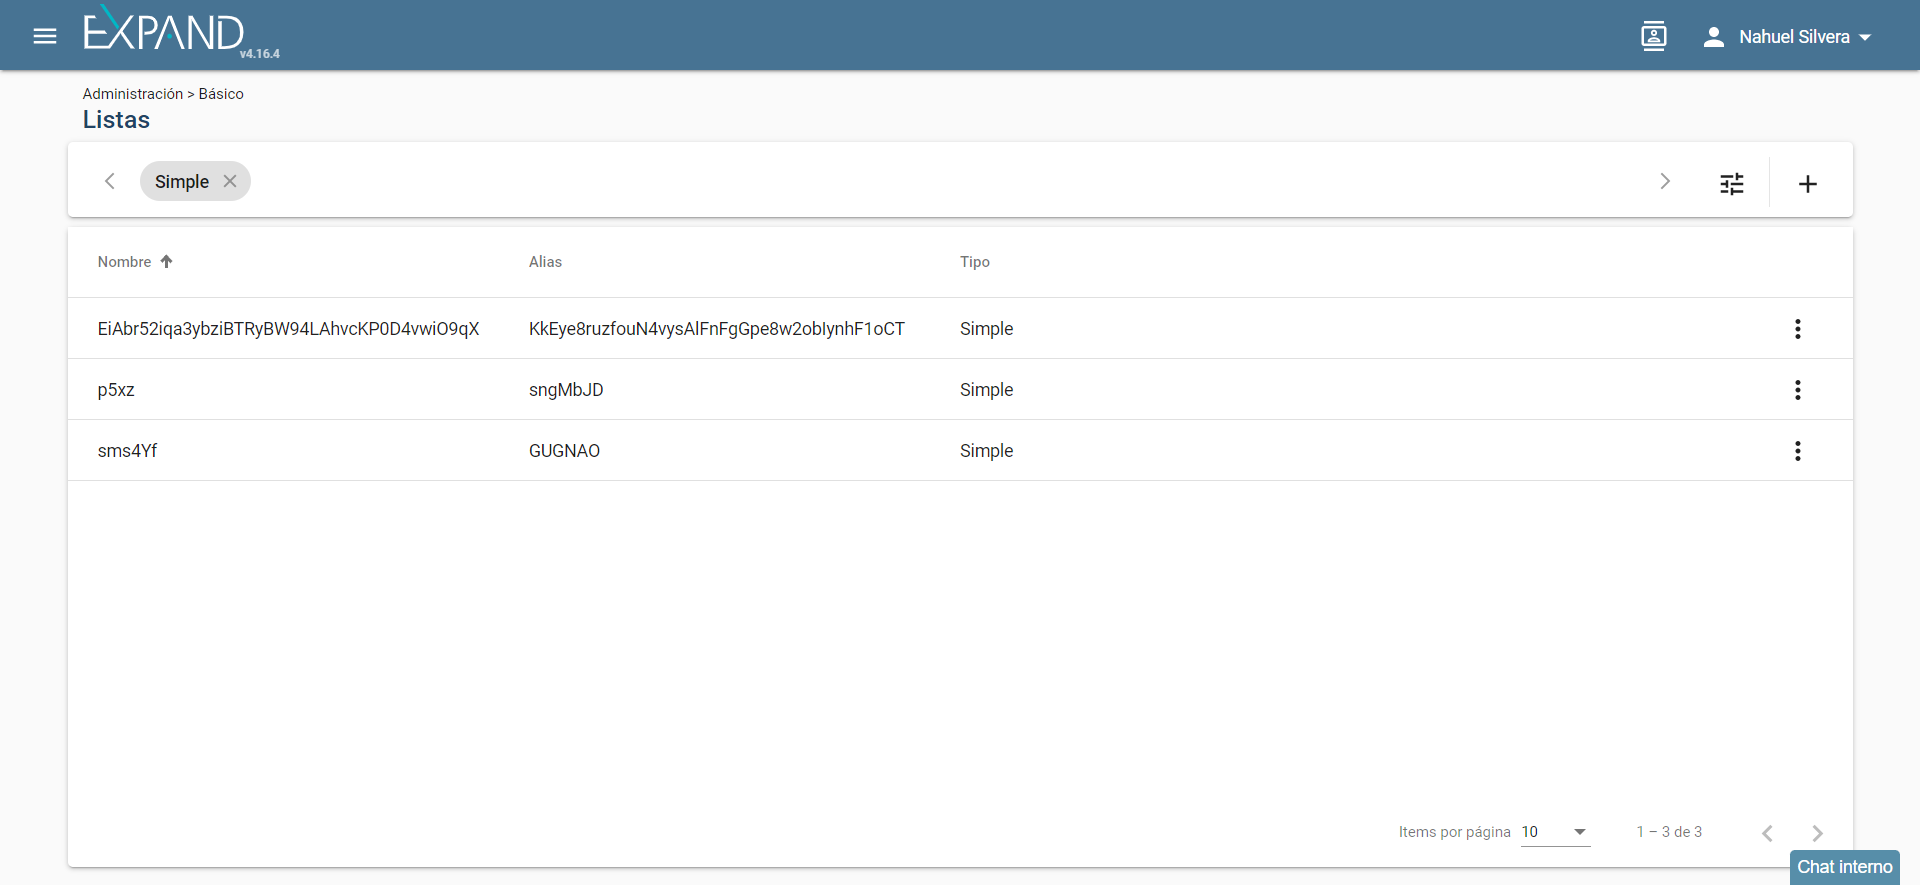 EXPAND
v4.16.4
Nahuel Silvera
Administración > Básico
Listas
Simple
Nombre Alias Tipo
EiAbr52iqa3ybziBTRyBW94LAhvcKP0D4vwiO9qX KkEye8ruzfouN4vysAlFnFgGpe8w2obIynhF1oCT Simple
p5xz sngMbJD Simple
sms4Yf GUGNAO Simple
Items por página 10 1 – 3 de 3
Chat interno